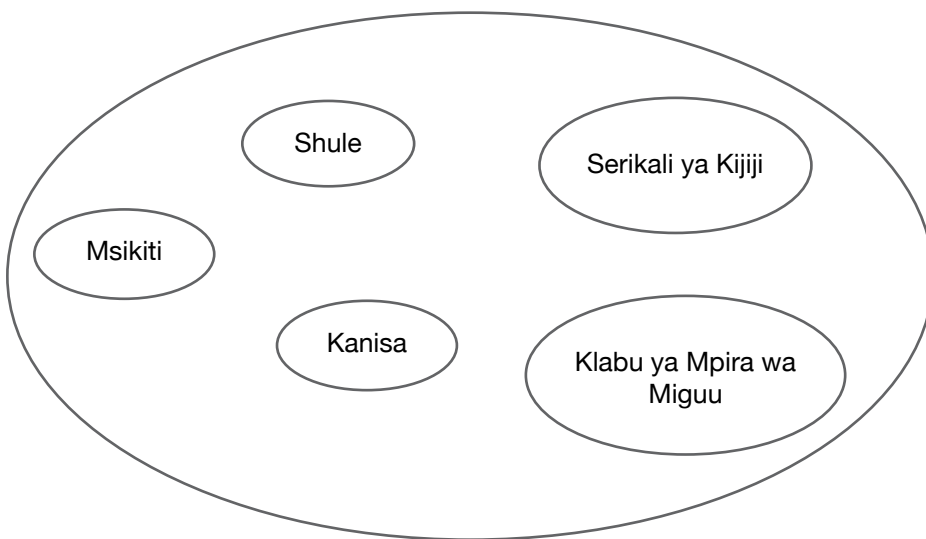 Shule
Serikali ya Kijiji
Msikiti
Kanisa
Klabu ya Mpira wa
Miguu